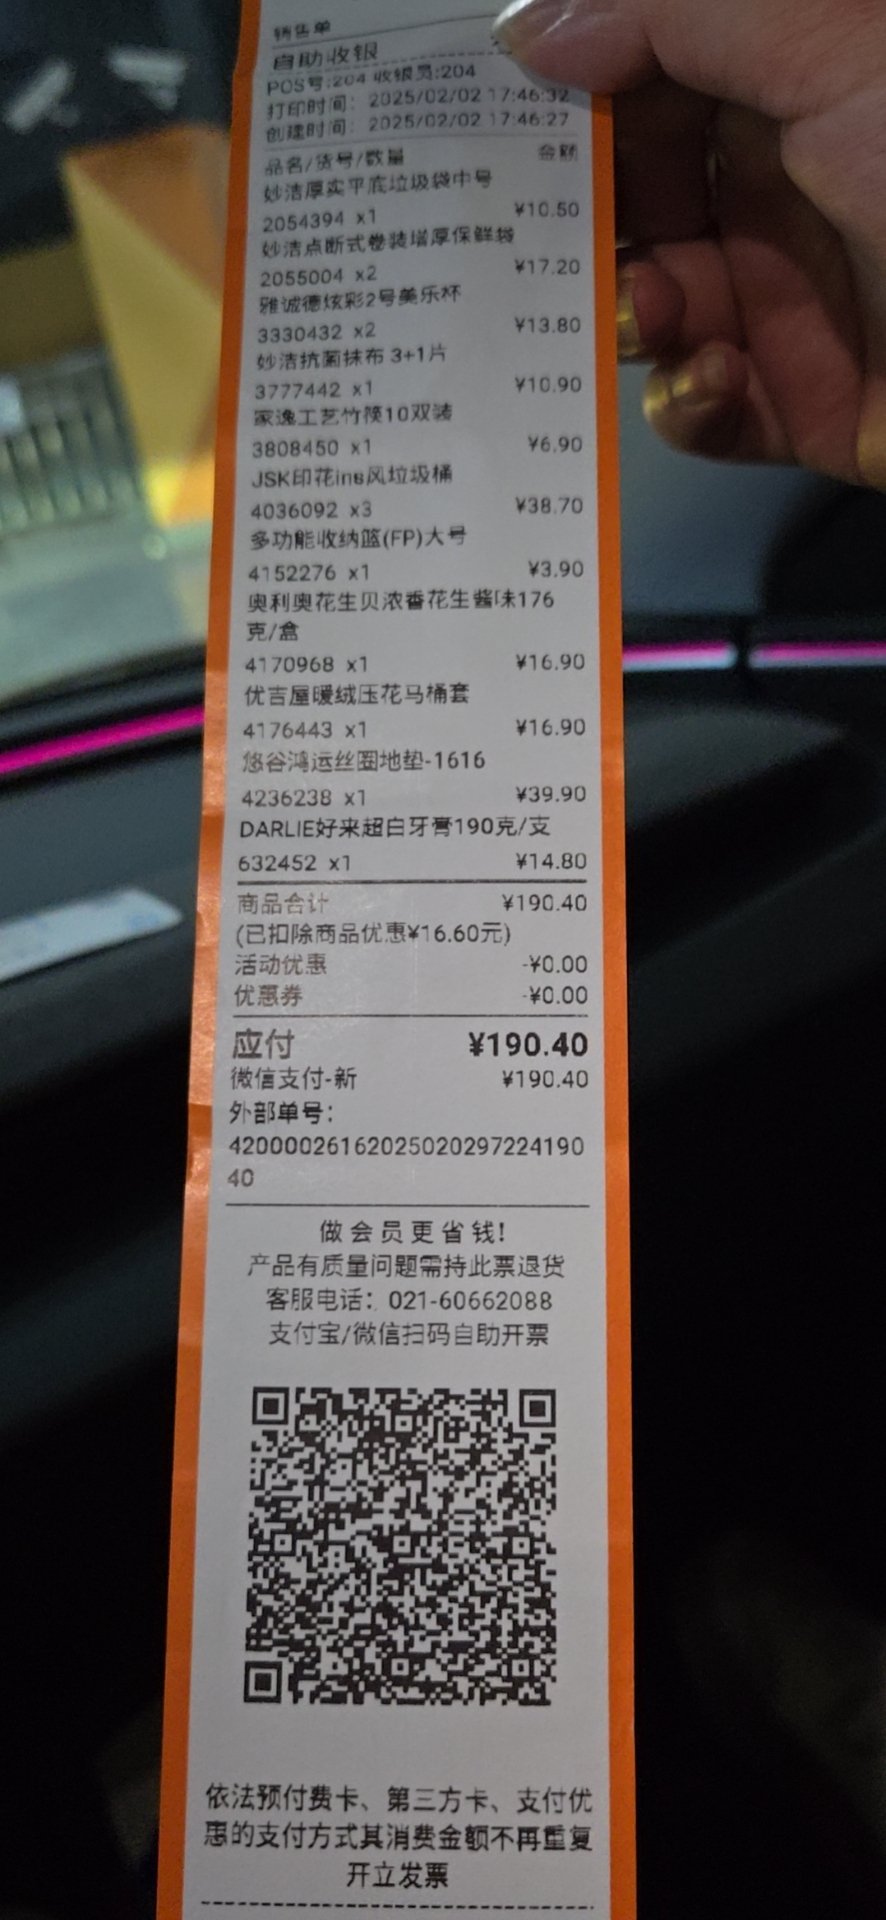 销售单
自助收银
POS号:204 收银员:204
打印时间: 2025/02/02 17:46:32
创建时间: 2025/02/02 17:46:27
品名/货号/数量 金额
妙洁厚实平底垃圾袋中号
2054394 x1 ¥10.50
妙洁点断式卷装增厚保鲜袋
2055004 x2 ¥17.20
雅诚德炫彩2号美乐杯
3330432 x2 ¥13.80
妙洁抗菌抹布 3+1片
3777442 x1 ¥10.90
家逸工艺竹筷10双装
3808450 x1 ¥6.90
JSK印花ins风垃圾桶
4036092 x3 ¥38.70
多功能收纳篮(FP)大号
4152276 x1 ¥3.90
奥利奥花生贝浓香花生酱味176
克/盒
4170968 x1 ¥16.90
优吉屋暖绒压花马桶套
4176443 x1 ¥16.90
悠谷鸿运丝圈地垫-1616
4236238 x1 ¥39.90
DARLIE好来超白牙膏190克/支
632452 x1 ¥14.80
商品合计 ¥190.40
(已扣除商品优惠¥16.60元)
活动优惠 -¥0.00
优惠券 -¥0.00
应付 ¥190.40
微信支付-新 ¥190.40
外部单号:
42000026162025020297224190
40
做会员更省钱!
产品有质量问题需持此票退货
客服电话: 021-60662088
支付宝/微信扫码自助开票
依法预付费卡、第三方卡、支付优
惠的支付方式其消费金额不再重复
开立发票